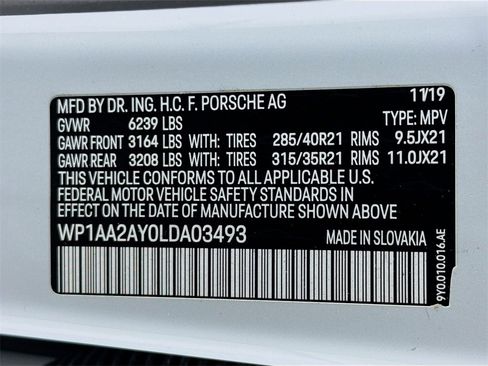 MFD BY DR. ING. H.C. F. PORSCHE AG 11/19
GVWR 6239 LBS TYPE: MPV
GAWR FRONT 3164 LBS WITH: TIRES 285/40R21 RIMS 9.5JX21
GAWR REAR 3208 LBS WITH: TIRES 315/35R21 RIMS 11.0JX21
THIS VEHICLE CONFORMS TO ALL APPLICABLE U.S.
FEDERAL MOTOR VEHICLE SAFETY STANDARDS IN
EFFECT ON THE DATE OF MANUFACTURE SHOWN ABOVE
WP1AA2AY0LDA03493 MADE IN SLOVAKIA
9Y0.010.016.AE